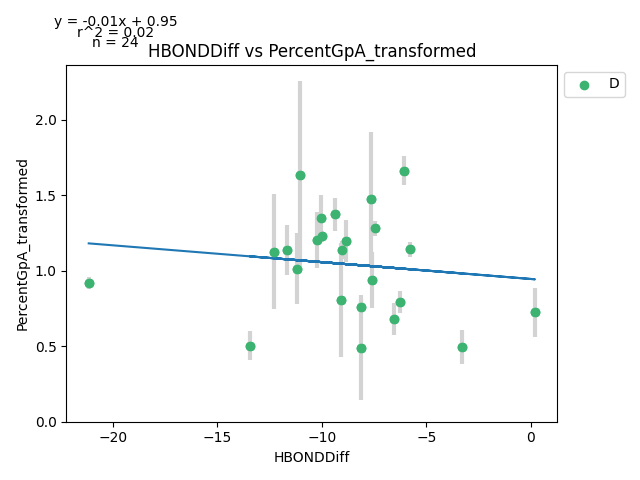 y = -0.01x + 0.95
r^2 = 0.02
n = 24
HBONDDiff vs PercentGpA_transformed
D
PercentGpA_transformed
2.0
1.5
1.0
0.5
0.0
−20
−15
−10
−5
0
HBONDDiff